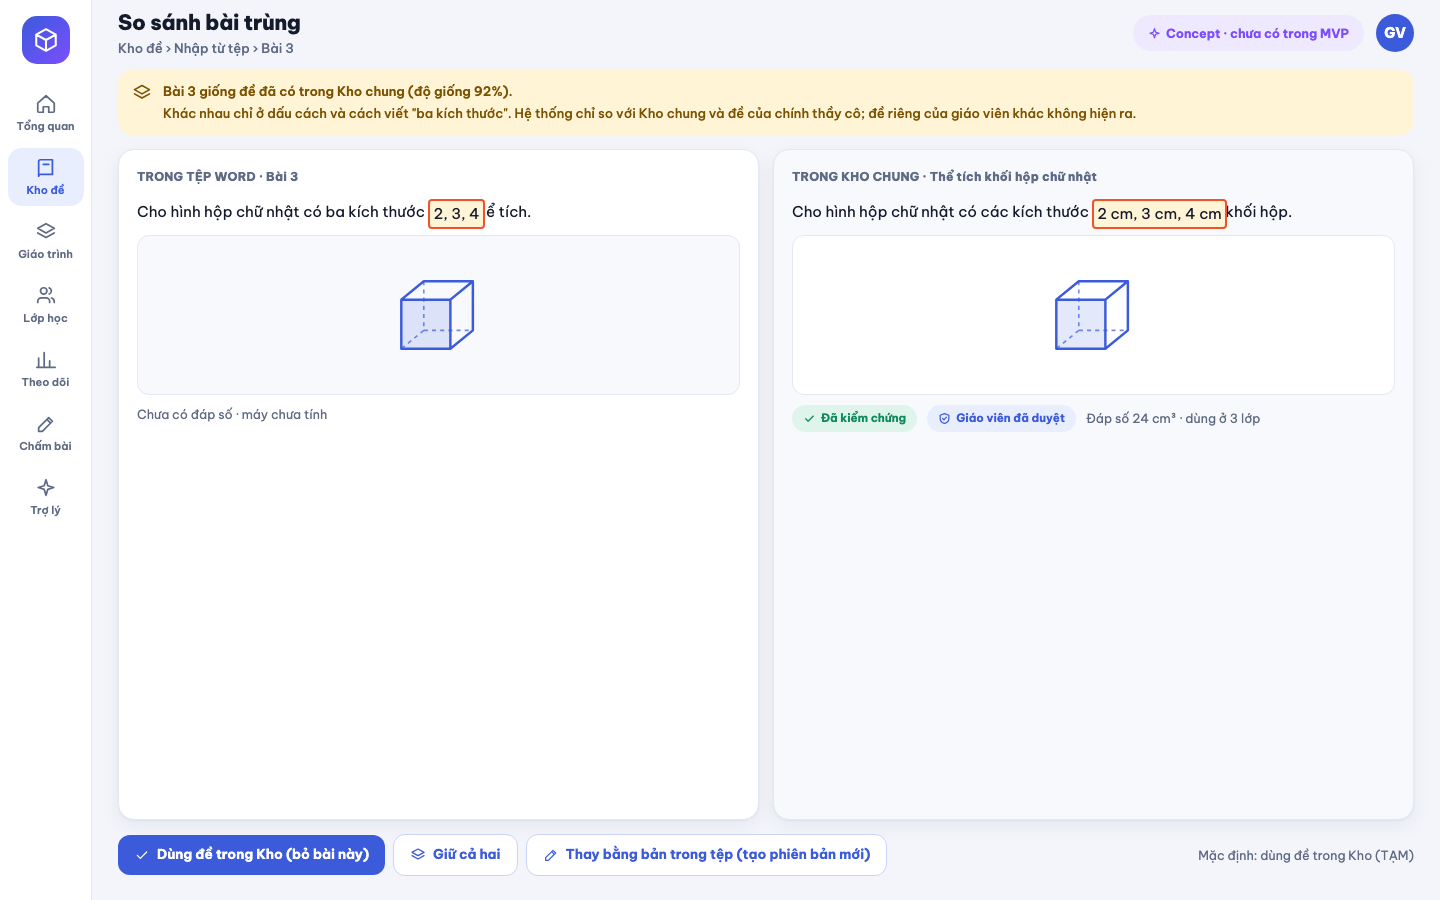 So sánh bài trùng
Kho đề › Nhập từ tệp › Bài 3
Concept · chưa có trong MVP
GV
Tổng quan
Kho đề
Giáo trình
Lớp học
Theo dõi
Chấm bài
Trợ lý
Bài 3 giống đề đã có trong Kho chung (độ giống 92%).
Khác nhau chỉ ở dấu cách và cách viết "ba kích thước". Hệ thống chỉ so với Kho chung và đề của chính thầy cô; đề riêng của giáo viên khác không hiện ra.
TRONG TỆP WORD · Bài 3
Cho hình hộp chữ nhật có ba kích thước 2, 3, 4 ể tích.
Chưa có đáp số · máy chưa tính
TRONG KHO CHUNG · Thể tích khối hộp chữ nhật
Cho hình hộp chữ nhật có các kích thước 2 cm, 3 cm, 4 cm khối hộp.
Đã kiểm chứng
Giáo viên đã duyệt
Đáp số 24 cm³ · dùng ở 3 lớp
Dùng đề trong Kho (bỏ bài này)
Giữ cả hai
Thay bằng bản trong tệp (tạo phiên bản mới)
Mặc định: dùng đề trong Kho (TẠM)